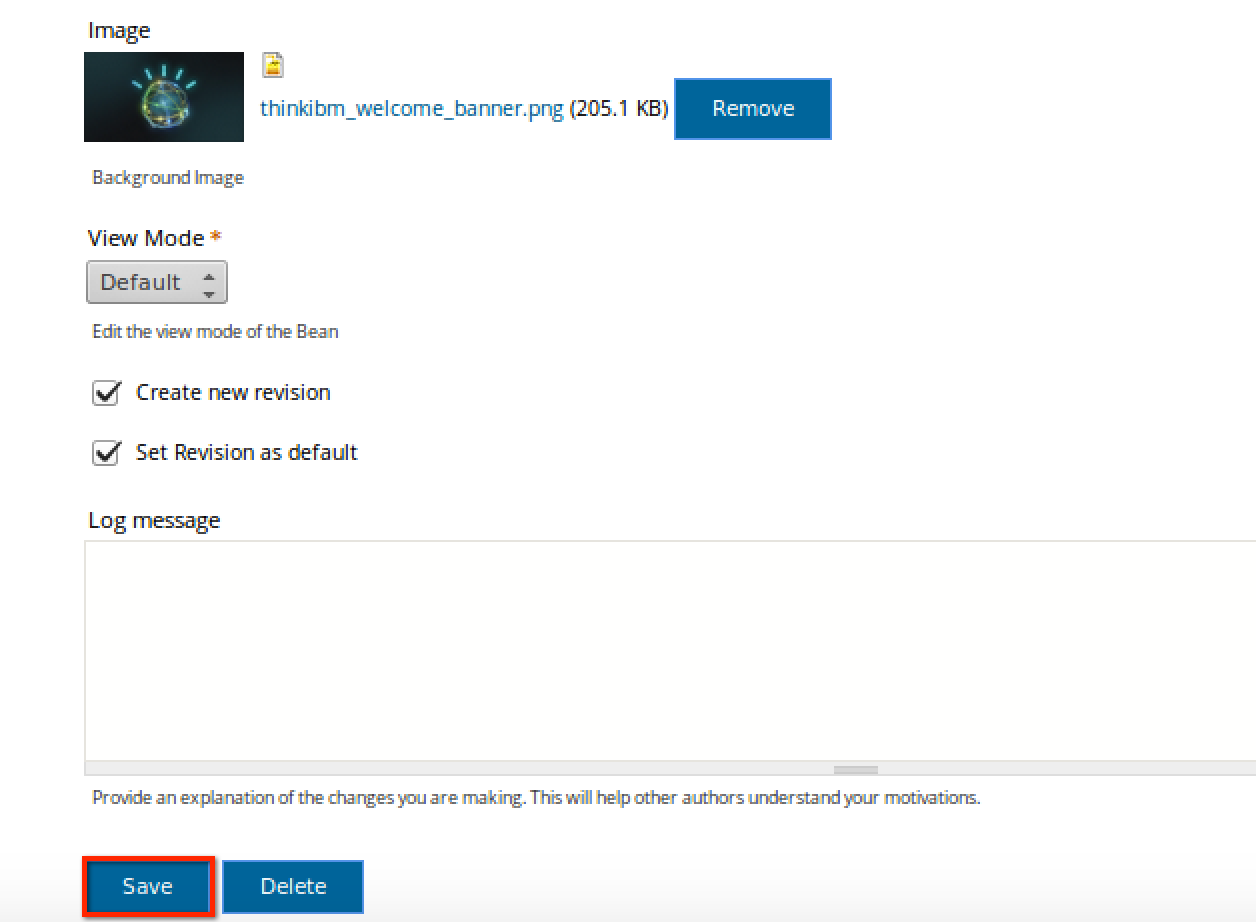 Image
thinkibm_welcome_banner.png (205.1 KB) Remove
Background Image
View Mode *
Default
Edit the view mode of the Bean
Create new revision
Set Revision as default
Log message
Provide an explanation of the changes you are making. This will help other authors understand your motivations.
Save Delete